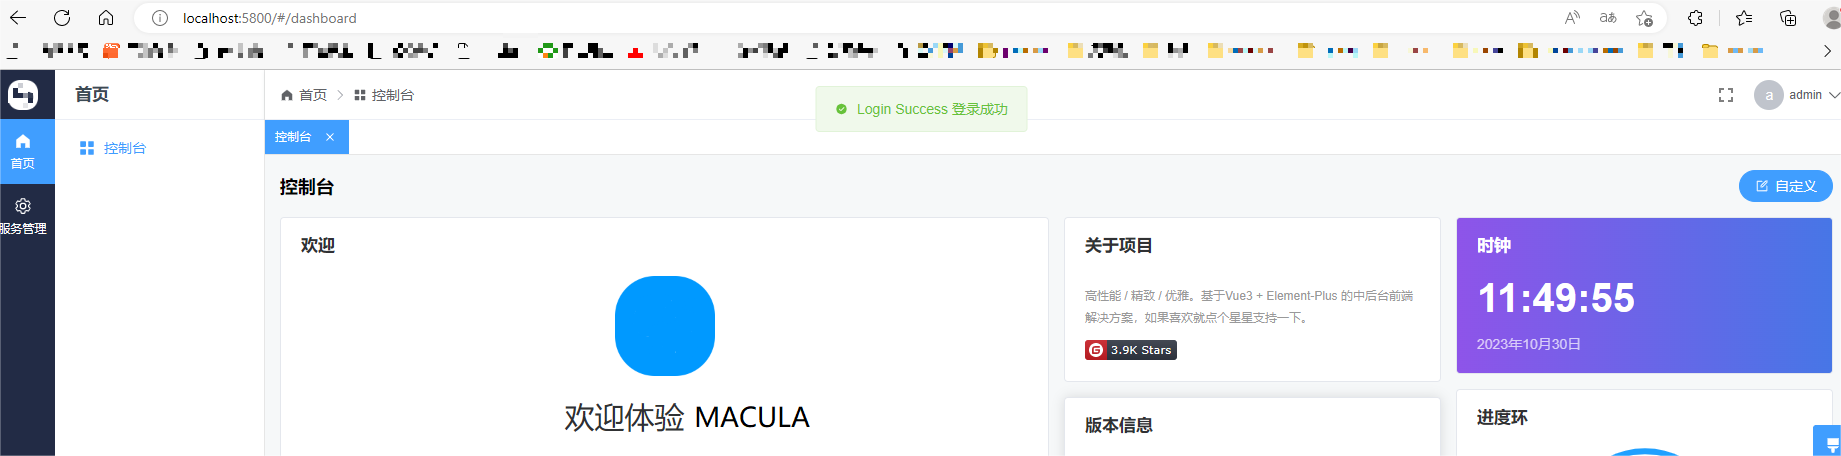 localhost:5800/#/dashboard
首页
首页
控制台
Login Success 登录成功
a
admin
首页
服务管理
控制台
控制台
控制台
自定义
欢迎
欢迎体验 MACULA
关于项目
高性能 / 精致 / 优雅。基于Vue3 + Element-Plus 的中后台前端
解决方案，如果喜欢就点个星星支持一下。
G 3.9K Stars
版本信息
时钟
11:49:55
2023年10月30日
进度环